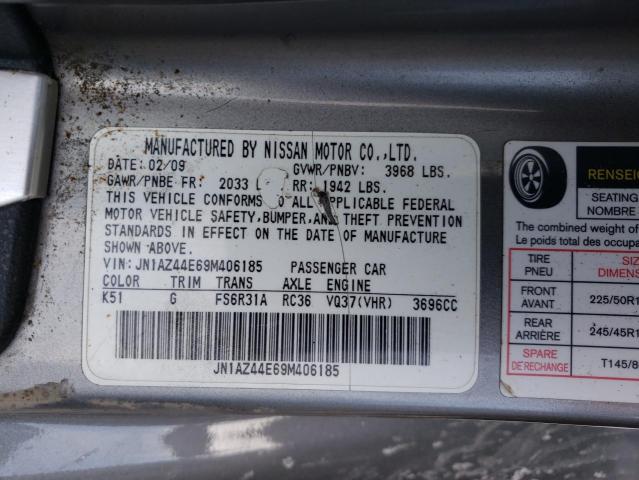 MANUFACTURED BY NISSAN MOTOR CO.,LTD.
DATE: 02/09 GVWR/PNBV: 3968 LBS.
GAWR/PNBE FR: 2033 L RR: 1942 LBS.
THIS VEHICLE CONFORMS TO ALL APPLICABLE FEDERAL
MOTOR VEHICLE SAFETY, BUMPER, AND THEFT PREVENTION
STANDARDS IN EFFECT ON THE DATE OF MANUFACTURE
SHOWN ABOVE.
VIN: JN1AZ44E69M406185 PASSENGER CAR
COLOR TRIM TRANS AXLE ENGINE
K51 G FS6R31A RC36 VQ37(VHR) 3696CC
JN1AZ44E69M406185
RENSEIG
SEATING
NOMBRE
The combined weight of
Le poids total des occupa
TIRE SIZ
PNEU DIMENS
FRONT
AVANT 225/50R1
REAR
ARRIÈRE 245/45R1
SPARE
DE RECHANGE T145/8